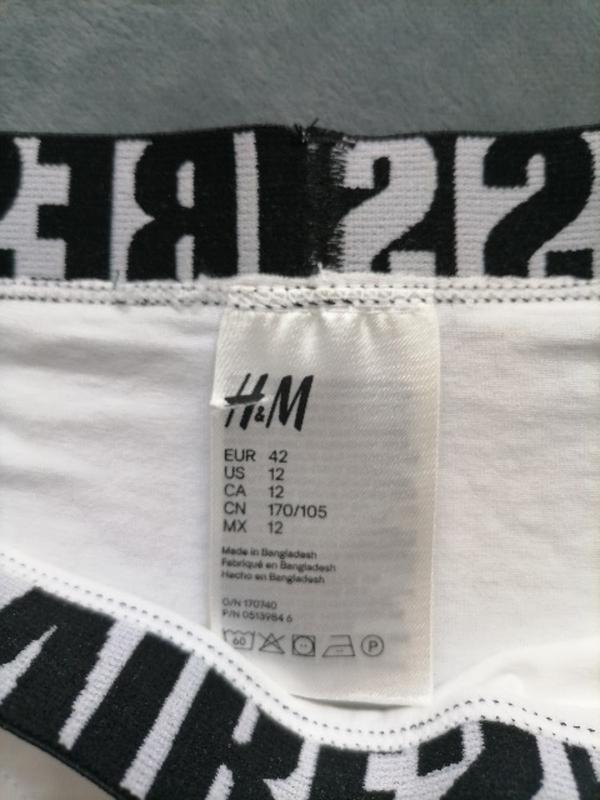 H&M
EUR 42
US 12
CA 12
CN 170/105
MX 12
Made in Bangladesh
Fabriqué en Bangladesh
Hecho en Bangladesh
O/N 170740
P/N 0513984 6
60
P